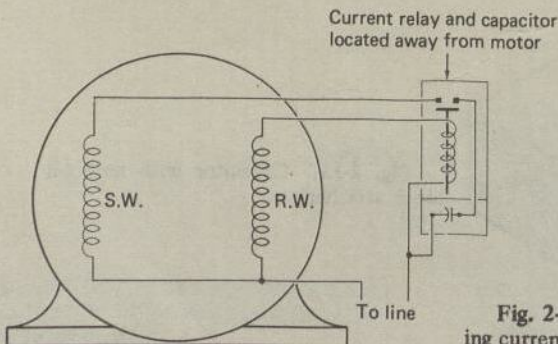 Current relay and capacitor
located away from motor
S.W.
R.W.
To line
Fig. 2-
ing curren